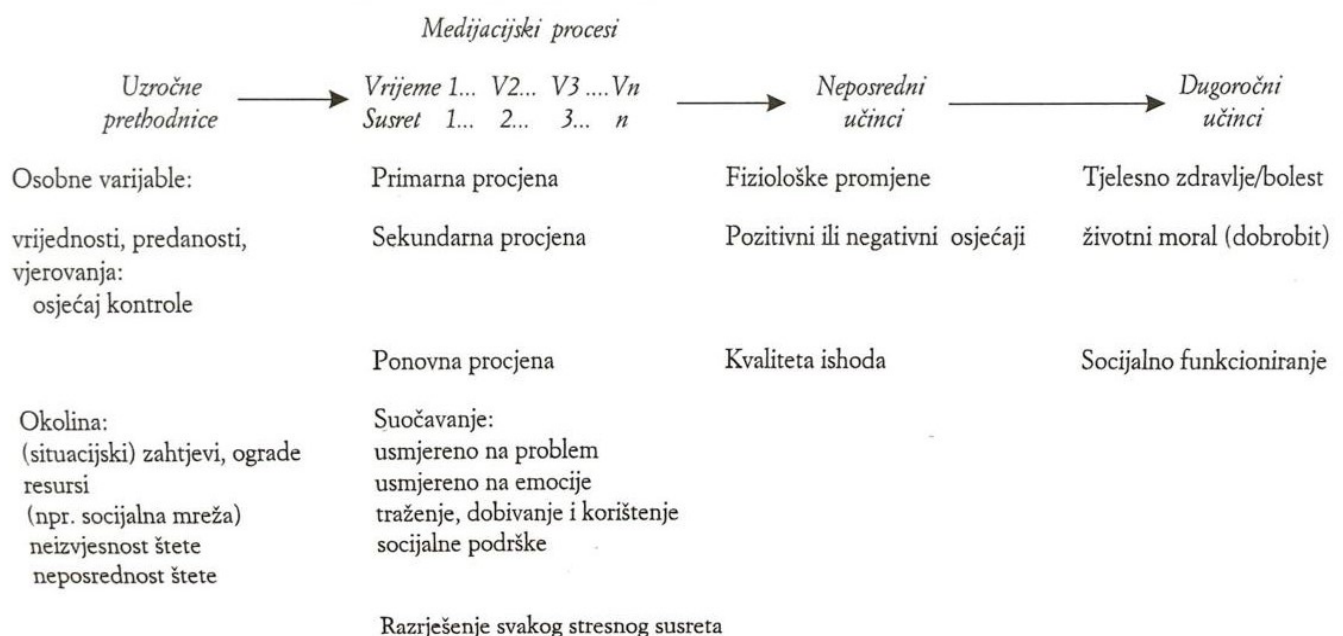 Medijacijski procesi
Uzročne prethodnice
Vrijeme 1... V2... V3 ....Vn
Susret 1... 2... 3... n
Neposredni učinci
Dugoročni učinci
Osobne varijable:
Primarna procjena
Fiziološke promjene
Tjelesno zdravlje/bolest
vrijednosti, predanosti,
vjerovanja:
osjećaj kontrole
Sekundarna procjena
Pozitivni ili negativni osjećaji
životni moral (dobrobit)
Ponovna procjena
Kvaliteta ishoda
Socijalno funkcioniranje
Okolina:
(situacijski) zahtjevi, ograde
resursi
(npr. socijalna mreža)
neizvjesnost štete
neposrednost štete
Suočavanje:
usmjereno na problem
usmjereno na emocije
traženje, dobivanje i korištenje
socijalne podrške
Razrješenje svakog stresnog susreta